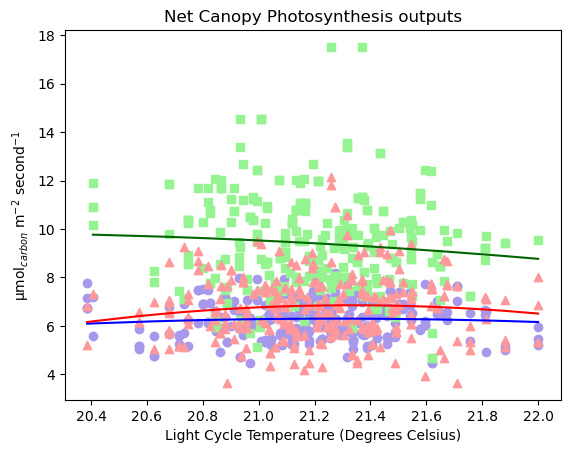 Net Canopy Photosynthesis outputs
18
16
14
12
10
8
6
4
μmol_carbon m⁻² second⁻¹
20.4 20.6 20.8 21.0 21.2 21.4 21.6 21.8 22.0
Light Cycle Temperature (Degrees Celsius)